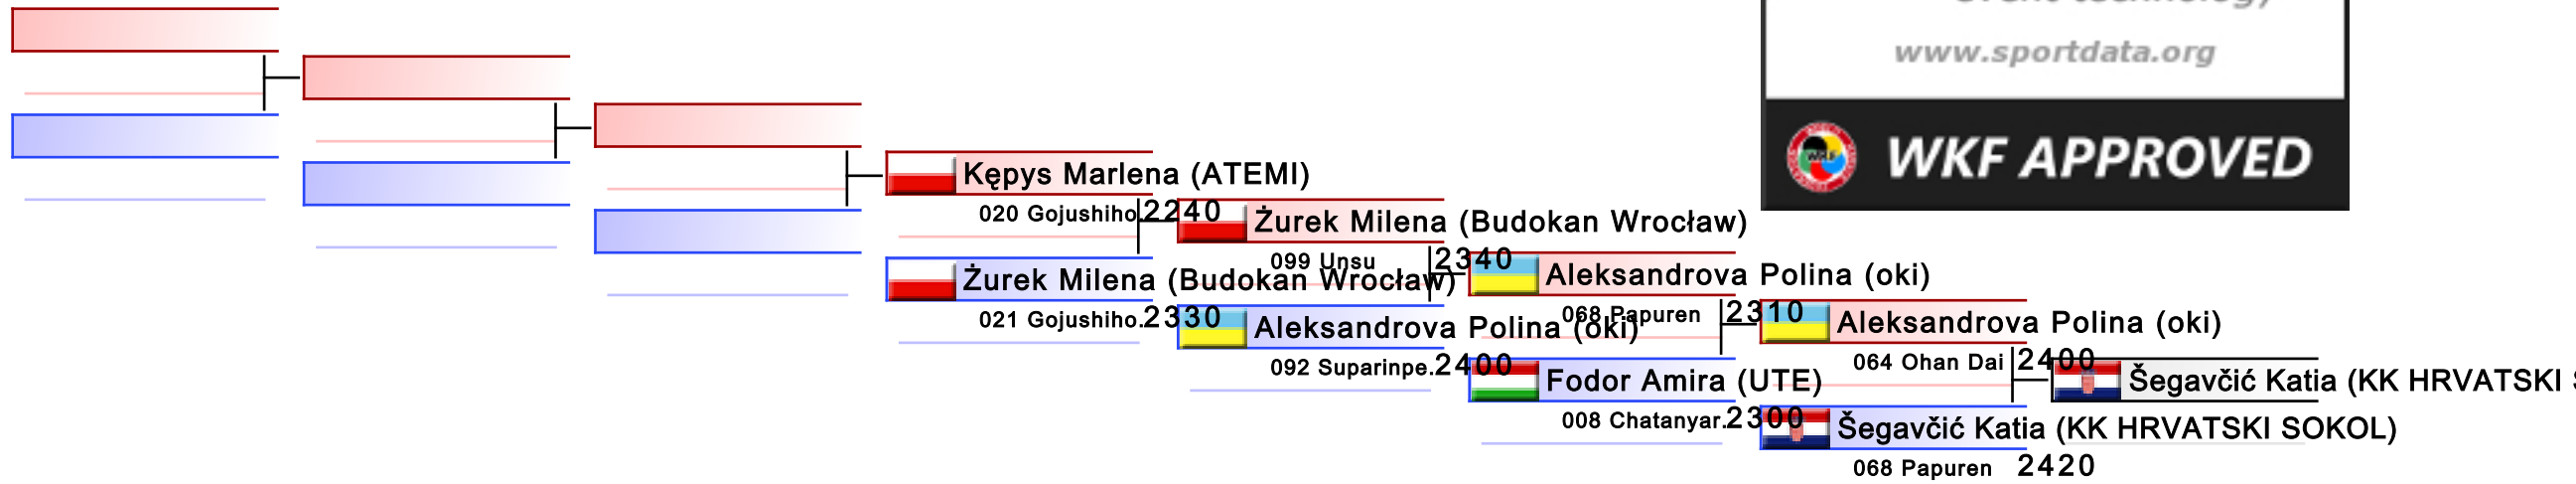 www.sportdata.org
WKF APPROVED
Kępys Marlena (ATEMI)
020 Gojushiho 2240
Żurek Milena (Budokan Wrocław)
021 Gojushiho. 2330
Żurek Milena (Budokan Wrocław)
099 Unsu 2340
Aleksandrova Polina (oki)
092 Suparinpe. 2400
Aleksandrova Polina (oki)
068 Papuren 2310
Fodor Amira (UTE)
008 Chatanyar. 2300
Aleksandrova Polina (oki)
064 Ohan Dai 2400
Šegavčić Katia (KK HRVATSKI SOKOL)
068 Papuren 2420
Šegavčić Katia (KK HRVATSKI